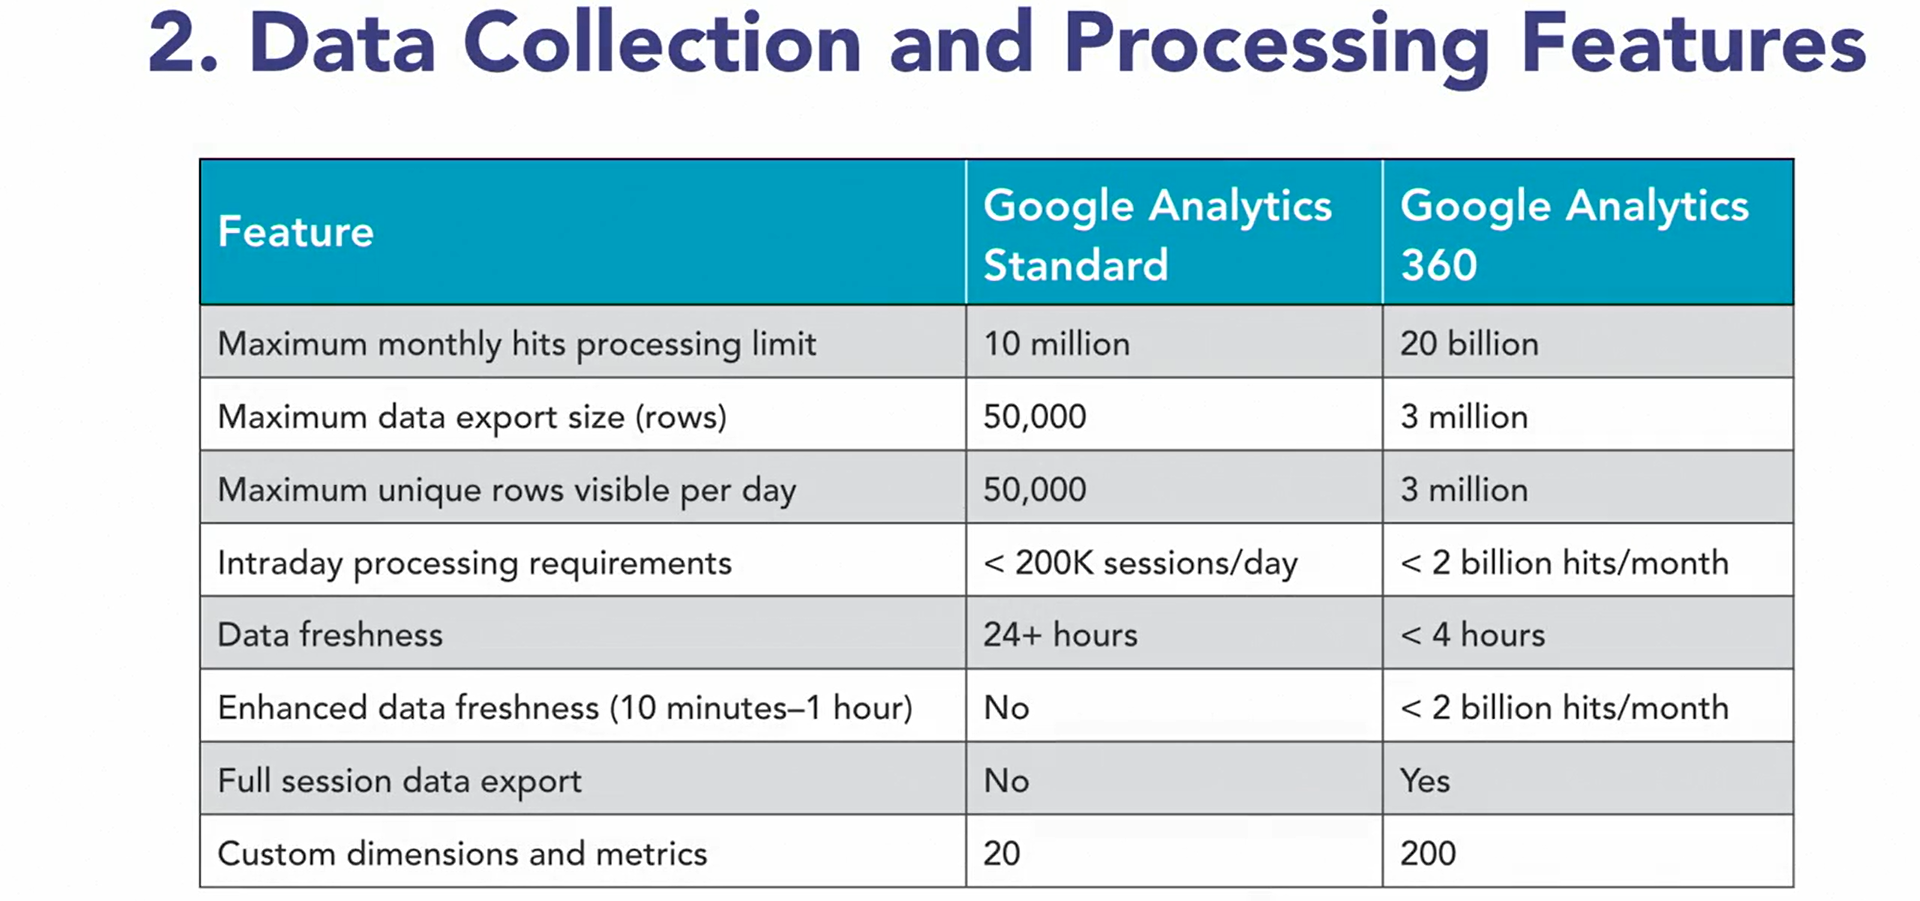 2. Data Collection and Processing Features
Feature
Google Analytics
Standard
Google Analytics
360
Maximum monthly hits processing limit 10 million 20 billion
Maximum data export size (rows) 50,000 3 million
Maximum unique rows visible per day 50,000 3 million
Intraday processing requirements < 200K sessions/day < 2 billion hits/month
Data freshness 24+ hours < 4 hours
Enhanced data freshness (10 minutes–1 hour) No < 2 billion hits/month
Full session data export No Yes
Custom dimensions and metrics 20 200